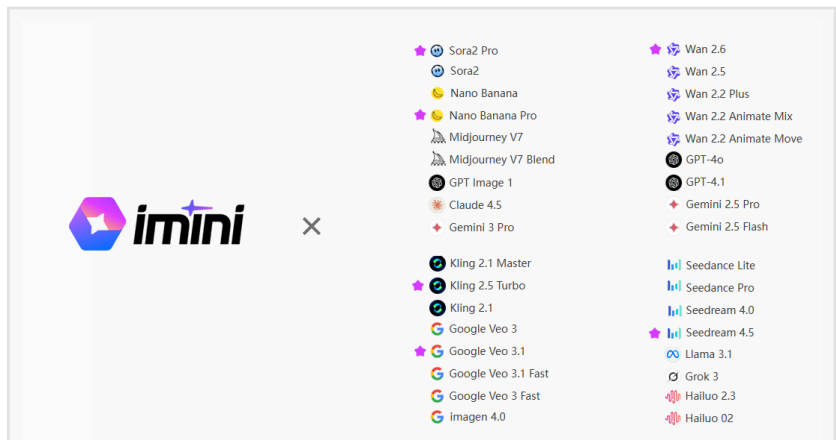 imini
×
Sora2 Pro
Sora2
Nano Banana
Nano Banana Pro
Midjourney V7
Midjourney V7 Blend
GPT Image 1
Claude 4.5
Gemini 3 Pro
Kling 2.1 Master
Kling 2.5 Turbo
Kling 2.1
Google Veo 3
Google Veo 3.1
Google Veo 3.1 Fast
Google Veo 3 Fast
imagen 4.0
Wan 2.6
Wan 2.5
Wan 2.2 Plus
Wan 2.2 Animate Mix
Wan 2.2 Animate Move
GPT-4o
GPT-4.1
Gemini 2.5 Pro
Gemini 2.5 Flash
Seedance Lite
Seedance Pro
Seedream 4.0
Seedream 4.5
Llama 3.1
Grok 3
Hailuo 2.3
Hailuo 02